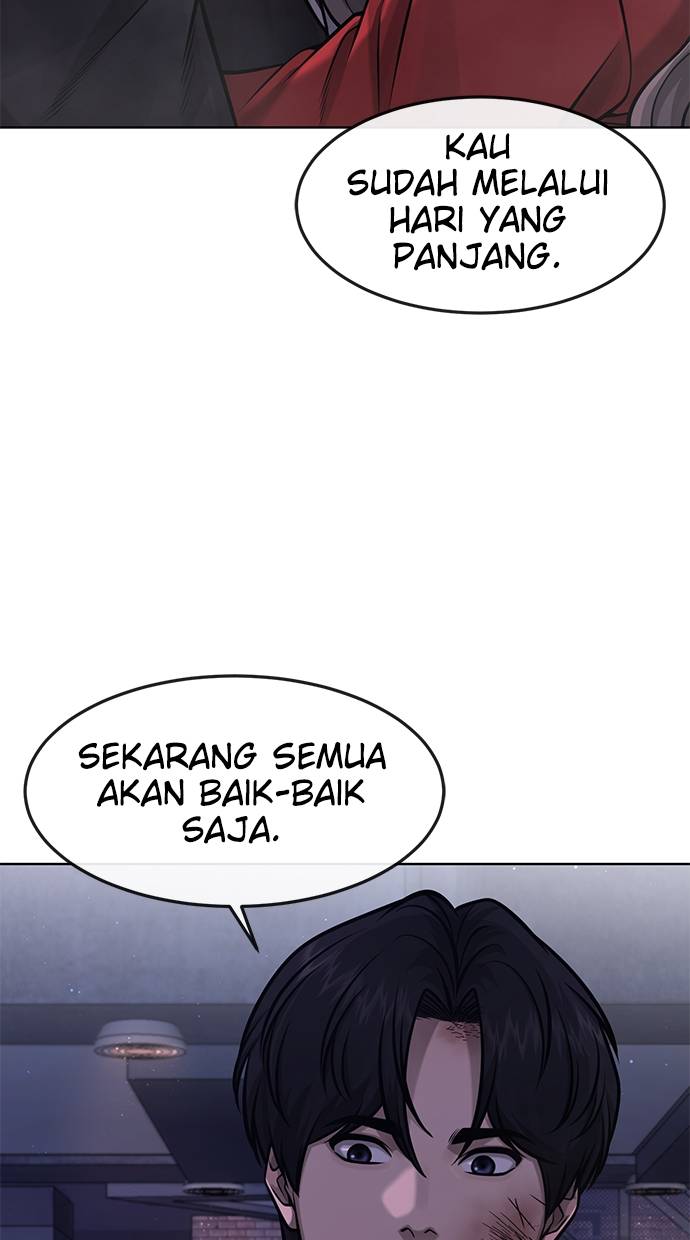 KAU
SUDAH MELALUI
HARI YANG
PANJANG.
SEKARANG SEMUA
AKAN BAIK-BAIK
SAJA.